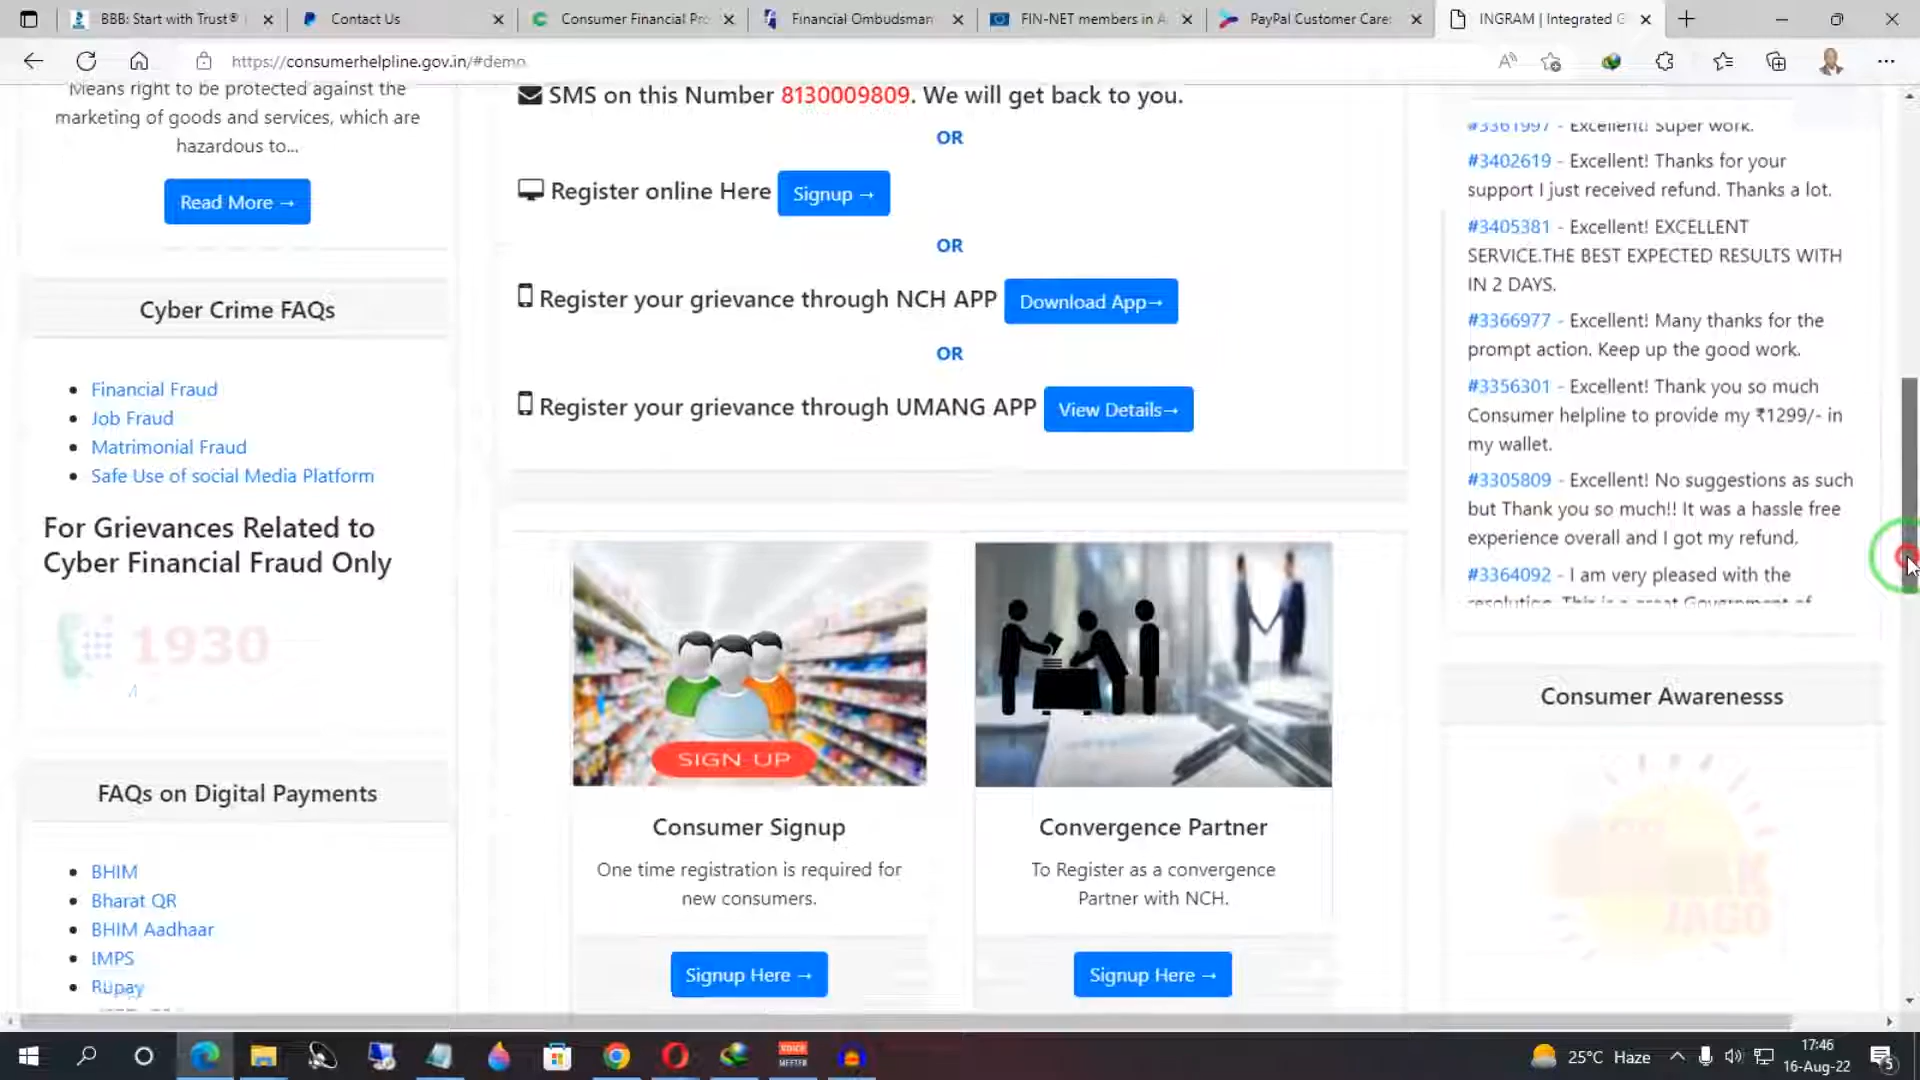 BBB: Start with Trust®
Contact Us
Consumer Financial Pro
Financial Ombudsman
FIN-NET members in A
PayPal Customer Care:
INGRAM | Integrated G
https://consumerhelpline.gov.in/#demo
Means right to be protected against the
marketing of goods and services, which are
hazardous to...
Read More →
Cyber Crime FAQs
Financial Fraud
Job Fraud
Matrimonial Fraud
Safe Use of social Media Platform
For Grievances Related to
Cyber Financial Fraud Only
1930
FAQs on Digital Payments
BHIM
Bharat QR
BHIM Aadhaar
IMPS
Rupay
SMS on this Number 8130009809. We will get back to you.
OR
Register online Here Signup →
OR
Register your grievance through NCH APP Download App→
OR
Register your grievance through UMANG APP View Details→
SIGN UP
Consumer Signup
One time registration is required for
new consumers.
Signup Here →
Convergence Partner
To Register as a convergence
Partner with NCH.
Signup Here →
#3361997 - Excellent! Super work.
#3402619 - Excellent! Thanks for your
support I just received refund. Thanks a lot.
#3405381 - Excellent! EXCELLENT
SERVICE.THE BEST EXPECTED RESULTS WITH
IN 2 DAYS.
#3366977 - Excellent! Many thanks for the
prompt action. Keep up the good work.
#3356301 - Excellent! Thank you so much
Consumer helpline to provide my ₹1299/- in
my wallet.
#3305809 - Excellent! No suggestions as such
but Thank you so much!! It was a hassle free
experience overall and I got my refund.
#3364092 - I am very pleased with the
resolution. This is a great Government of
Consumer Awarenesss
JAGO
VOICE
MEETER
25°C Haze
17:46
16-Aug-22
5